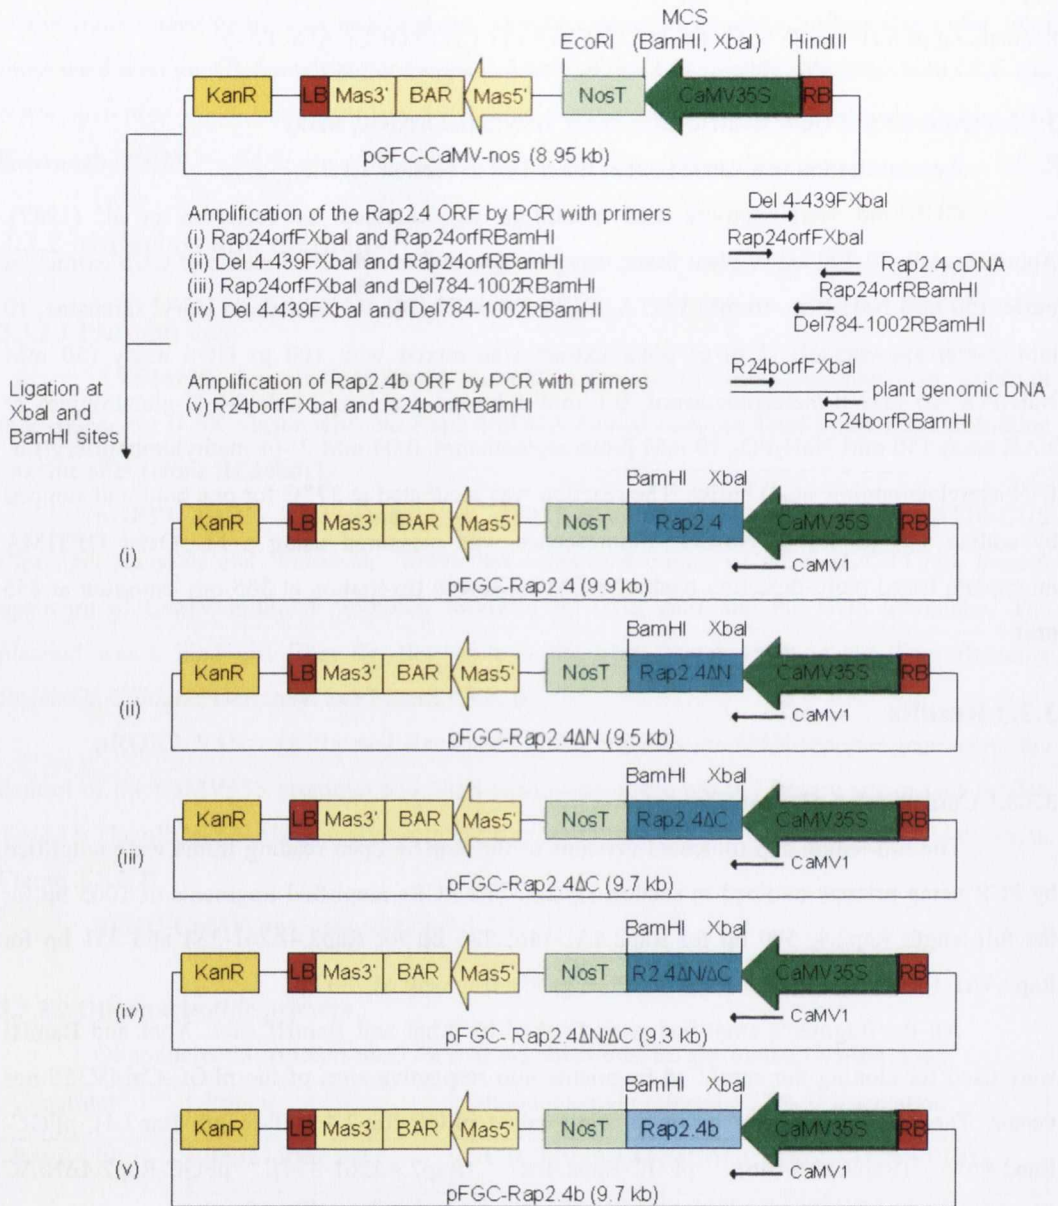 MCS
EcoRI (BamHI, XbaI) HindIII
KanR LB Mas3' BAR Mas5' NosT CaMV35S RB
pGFC-CaMV-nos (8.95 kb)
Amplification of the Rap2.4 ORF by PCR with primers
(i) Rap24orfFXbaI and Rap24orfRBamHI
(ii) Del 4-439FXbaI and Rap24orfRBamHI
(iii) Rap24orfFXbaI and Del784-1002RBamHI
(iv) Del 4-439FXbaI and Del784-1002RBamHI
Del 4-439FXbaI
Rap24orfFXbaI
Rap2.4 cDNA
Rap24orfRBamHI
Del784-1002RBamHI
Ligation at
XbaI and
BamHI sites
Amplification of Rap2.4b ORF by PCR with primers
(v) R24borfFXbaI and R24borfRBamHI
R24borfFXbaI
plant genomic DNA
R24borfRBamHI
BamHI XbaI
KanR LB Mas3' BAR Mas5' NosT Rap2.4 CaMV35S RB
(i)
CaMV1
pFGC-Rap2.4 (9.9 kb)
BamHI XbaI
KanR LB Mas3' BAR Mas5' NosT Rap2.4ΔN CaMV35S RB
(ii)
CaMV1
pFGC-Rap2.4ΔN (9.5 kb)
BamHI XbaI
KanR LB Mas3' BAR Mas5' NosT Rap2.4ΔC CaMV35S RB
(iii)
CaMV1
pFGC-Rap2.4ΔC (9.7 kb)
BamHI XbaI
KanR LB Mas3' BAR Mas5' NosT R2.4ΔN/ΔC CaMV35S RB
(iv)
CaMV1
pFGC- Rap2.4ΔN/ΔC (9.3 kb)
BamHI XbaI
KanR LB Mas3' BAR Mas5' NosT Rap2.4b CaMV35S RB
(v)
CaMV1
pFGC-Rap2.4b (9.7 kb)